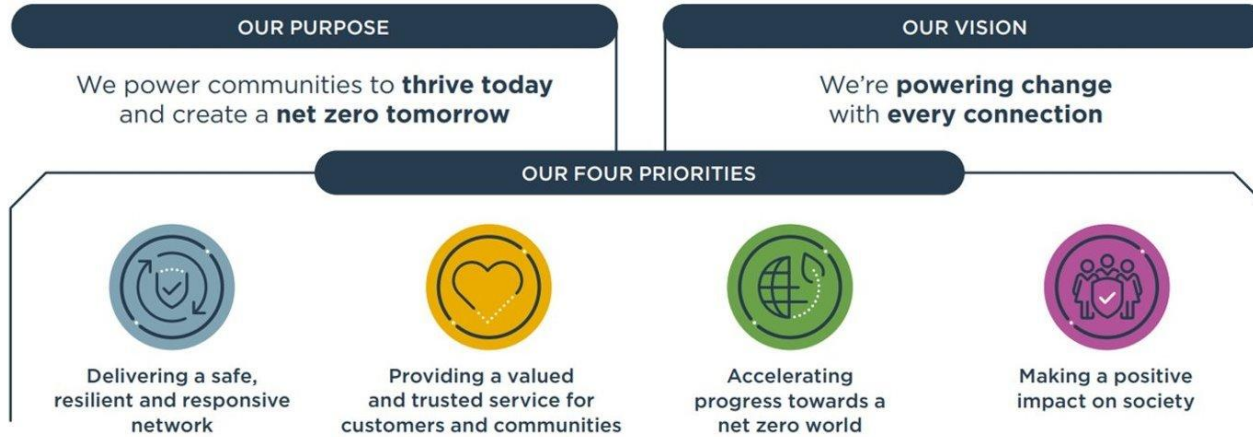 OUR PURPOSE
We power communities to thrive today
and create a net zero tomorrow
OUR VISION
We’re powering change
with every connection
OUR FOUR PRIORITIES
Delivering a safe,
resilient and responsive
network
Providing a valued
and trusted service for
customers and communities
Accelerating
progress towards a
net zero world
Making a positive
impact on society